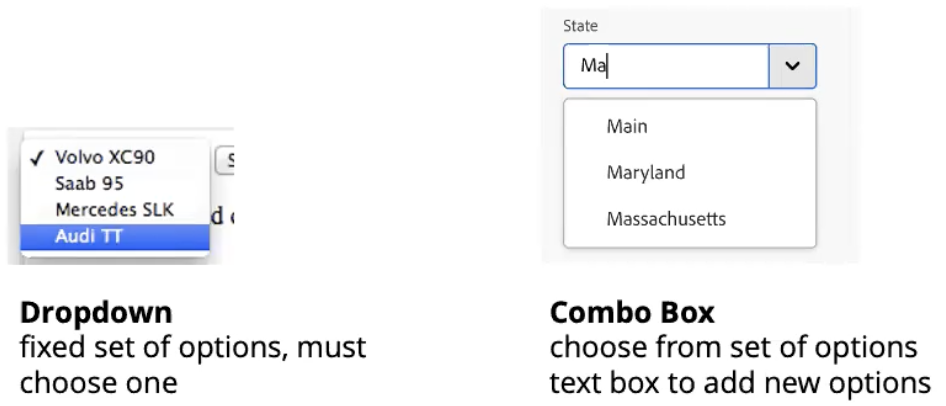 ✓ Volvo XC90
Saab 95
Mercedes SLK
Audi TT
S
d
Dropdown
fixed set of options, must
choose one
State
Ma
Main
Maryland
Massachusetts
Combo Box
choose from set of options
text box to add new options